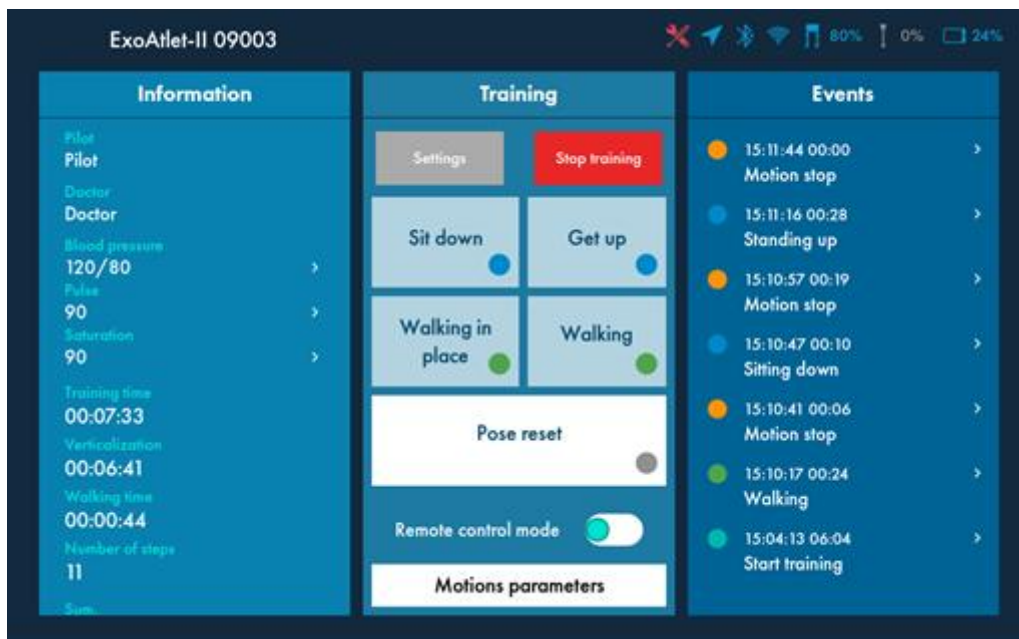 ExoAtlet-II 09003
80%
0%
24%
Information
Pilot
Pilot
Doctor
Doctor
Blood pressure
120/80
Pulse
90
Saturation
90
Training time
00:07:33
Verticalization
00:06:41
Walking time
00:00:44
Number of steps
11
Sum.
Training
Settings
Stop training
Sit down
Get up
Walking in
place
Walking
Pose reset
Remote control mode
Motions parameters
Events
15:11:44 00:00
Motion stop
15:11:16 00:28
Standing up
15:10:57 00:19
Motion stop
15:10:47 00:10
Sitting down
15:10:41 00:06
Motion stop
15:10:17 00:24
Walking
15:04:13 06:04
Start training